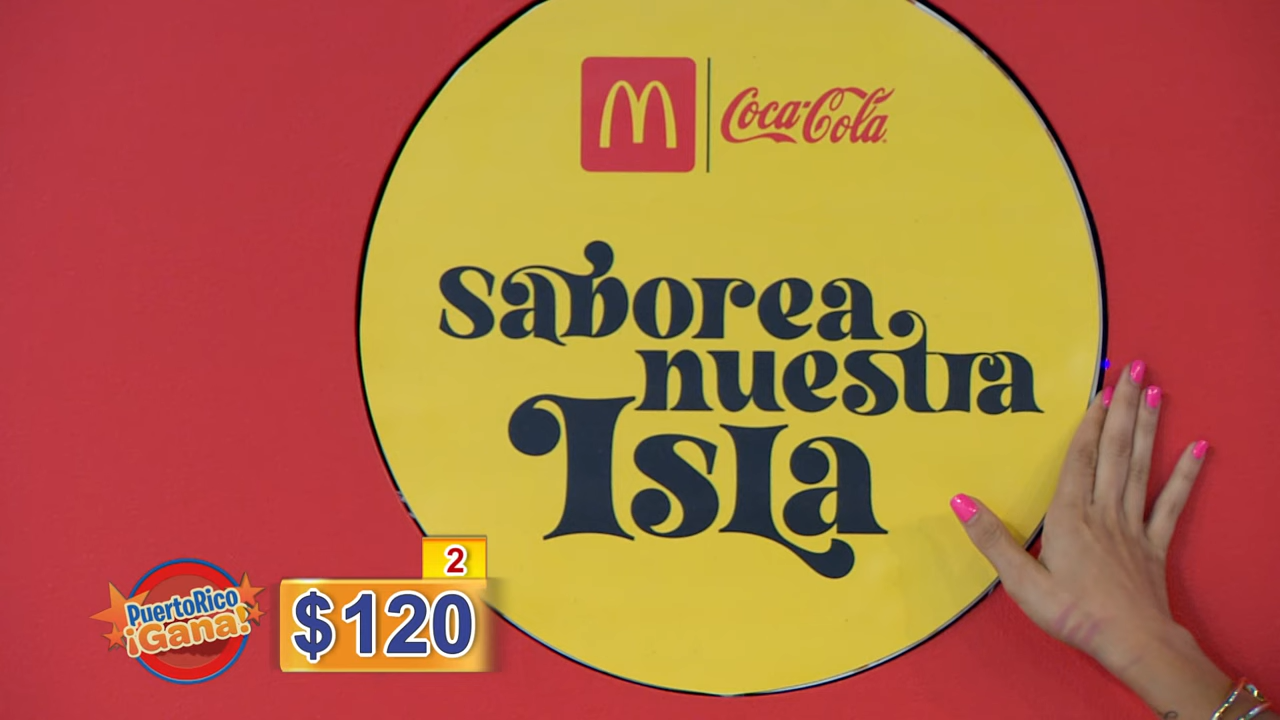 M
Coca-Cola
saborea
nuestra
Isla
2
PuertoRico
¡Gana!
$120